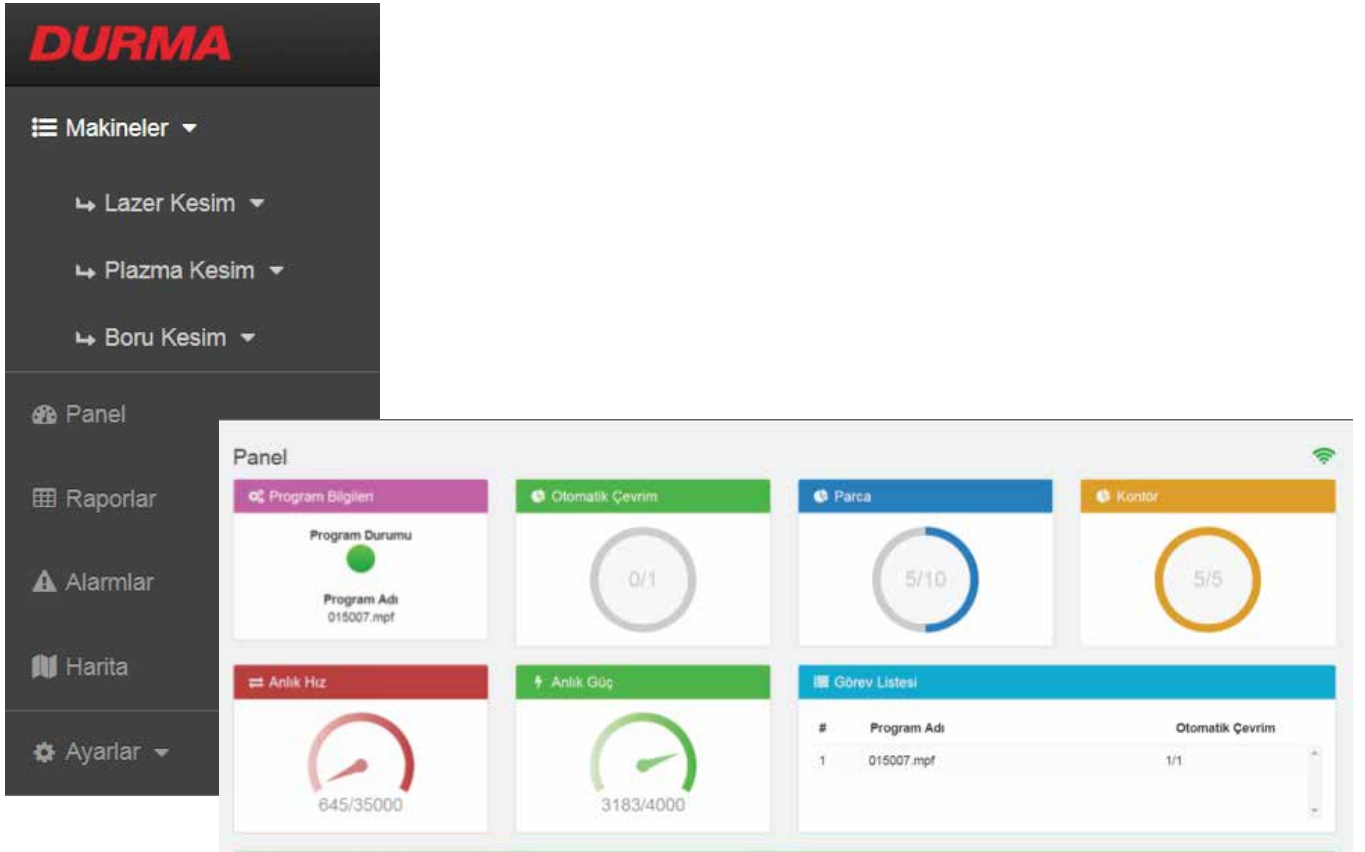 DURMA
Makineler
Lazer Kesim
Plazma Kesim
Boru Kesim
Panel
Raporlar
Alarmlar
Harita
Ayarlar
Panel
Program Bilgileri
Program Durumu
Program Adı
015007.mpf
Otomatik Çevrim
0/1
Parca
5/10
Kontör
5/5
Anlık Hız
645/35000
Anlık Güç
3183/4000
Görev Listesi
# Program Adı Otomatik Çevrim
1 015007.mpf 1/1